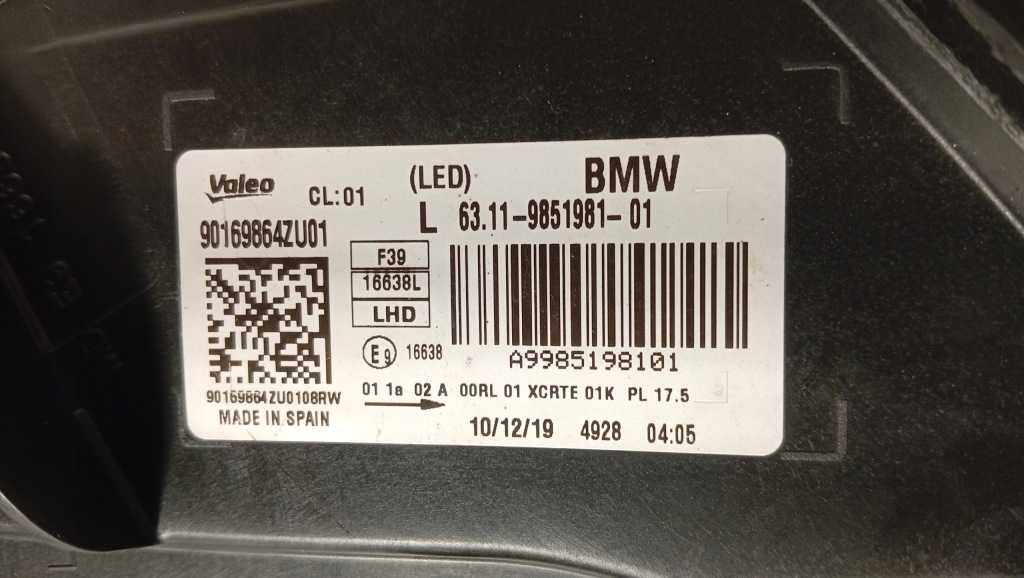 Valeo
CL:01
(LED)
BMW
90169864ZU01
L 63.11-9851981-01
F39
16638L
LHD
E9 16638
A9985198101
90169864ZU0108RW
MADE IN SPAIN
01 1a 02 A 00RL 01 XCRTE 01K PL 17.5
10/12/19 4928 04:05